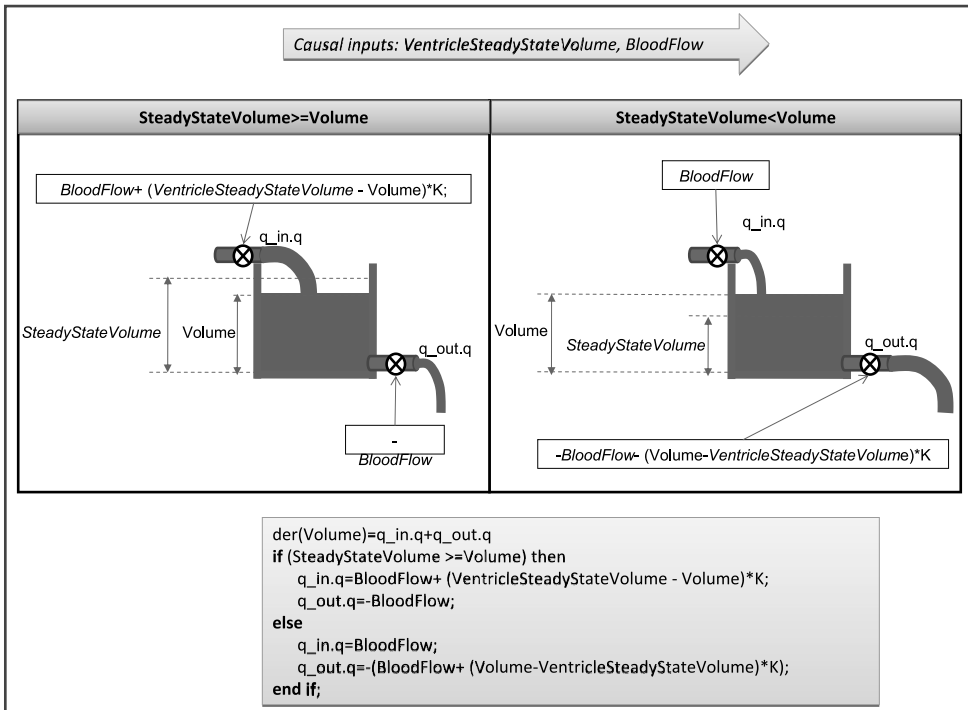 Causal inputs: VentricleSteadyStateVolume, BloodFlow
SteadyStateVolume>=Volume
SteadyStateVolume<Volume
BloodFlow+ (VentricleSteadyStateVolume - Volume)*K;
q_in.q
SteadyStateVolume
Volume
q_out.q
-
BloodFlow
BloodFlow
q_in.q
Volume
SteadyStateVolume
q_out.q
-BloodFlow- (Volume-VentricleSteadyStateVolume)*K
der(Volume)=q_in.q+q_out.q
if (SteadyStateVolume >=Volume) then
q_in.q=BloodFlow+ (VentricleSteadyStateVolume - Volume)*K;
q_out.q=-BloodFlow;
else
q_in.q=BloodFlow;
q_out.q=-(BloodFlow+ (Volume-VentricleSteadyStateVolume)*K);
end if;